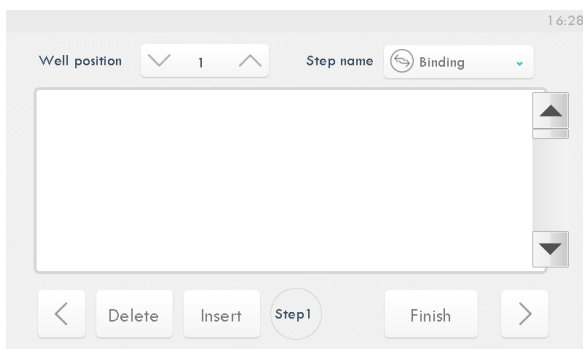 16:28
Well position 1 Step name Binding
Delete Insert Step1 Finish